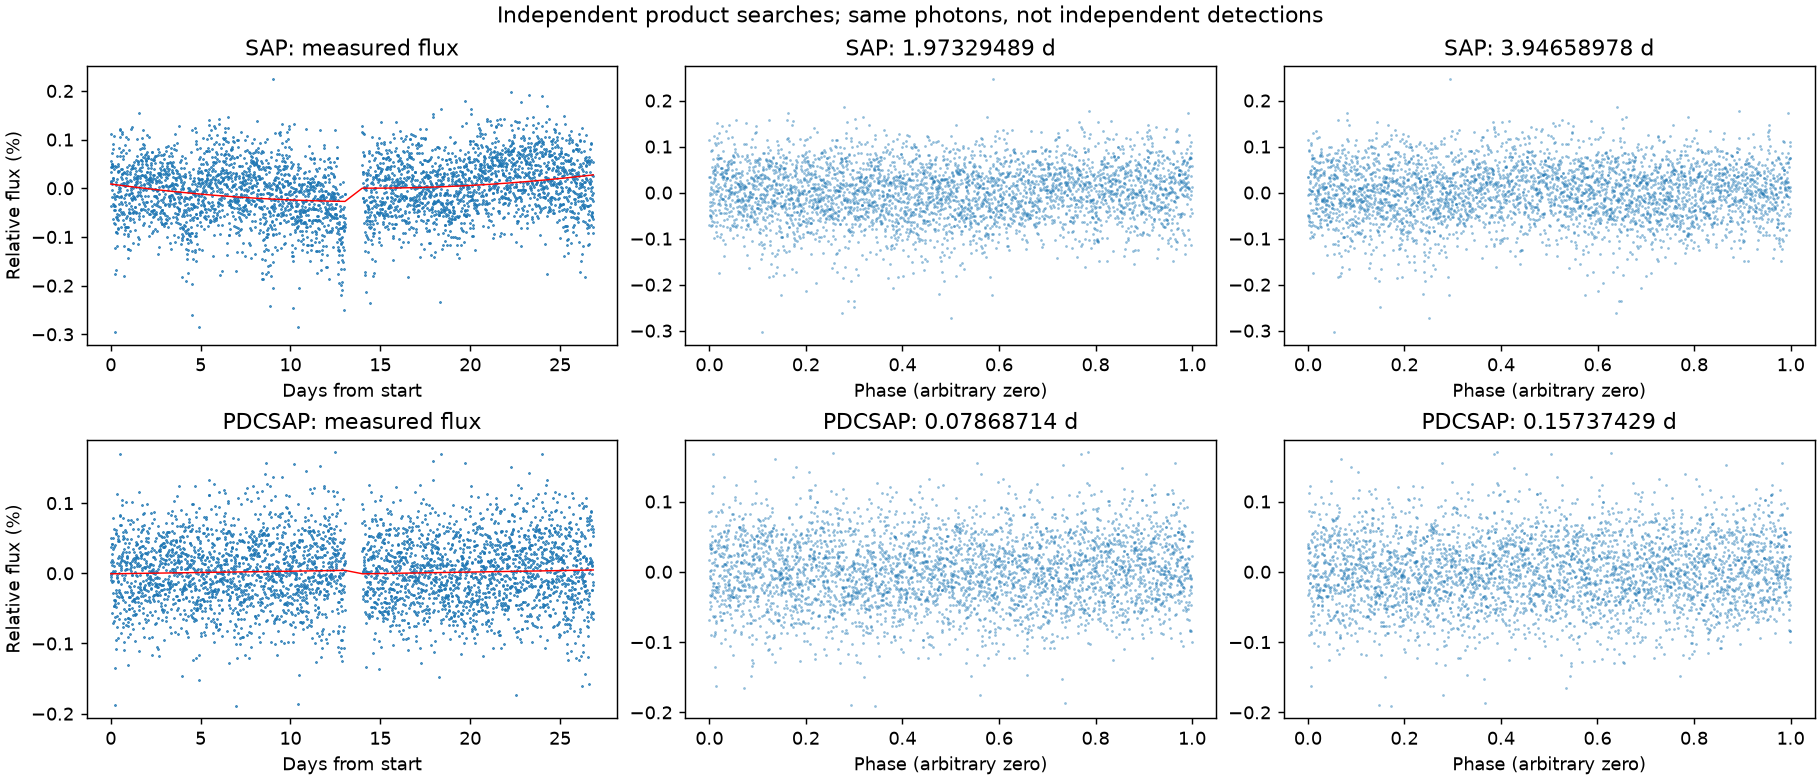 Independent product searches; same photons, not independent detections
SAP: measured flux
SAP: 1.97329489 d
SAP: 3.94658978 d
Relative flux (%)
0.2
0.1
0.0
−0.1
−0.2
−0.3
0 5 10 15 20 25
Days from start
0.2
0.1
0.0
−0.1
−0.2
−0.3
0.0 0.2 0.4 0.6 0.8 1.0
Phase (arbitrary zero)
0.2
0.1
0.0
−0.1
−0.2
−0.3
0.0 0.2 0.4 0.6 0.8 1.0
Phase (arbitrary zero)
PDCSAP: measured flux
PDCSAP: 0.07868714 d
PDCSAP: 0.15737429 d
Relative flux (%)
0.1
0.0
−0.1
−0.2
0 5 10 15 20 25
Days from start
0.1
0.0
−0.1
−0.2
0.0 0.2 0.4 0.6 0.8 1.0
Phase (arbitrary zero)
0.1
0.0
−0.1
−0.2
0.0 0.2 0.4 0.6 0.8 1.0
Phase (arbitrary zero)